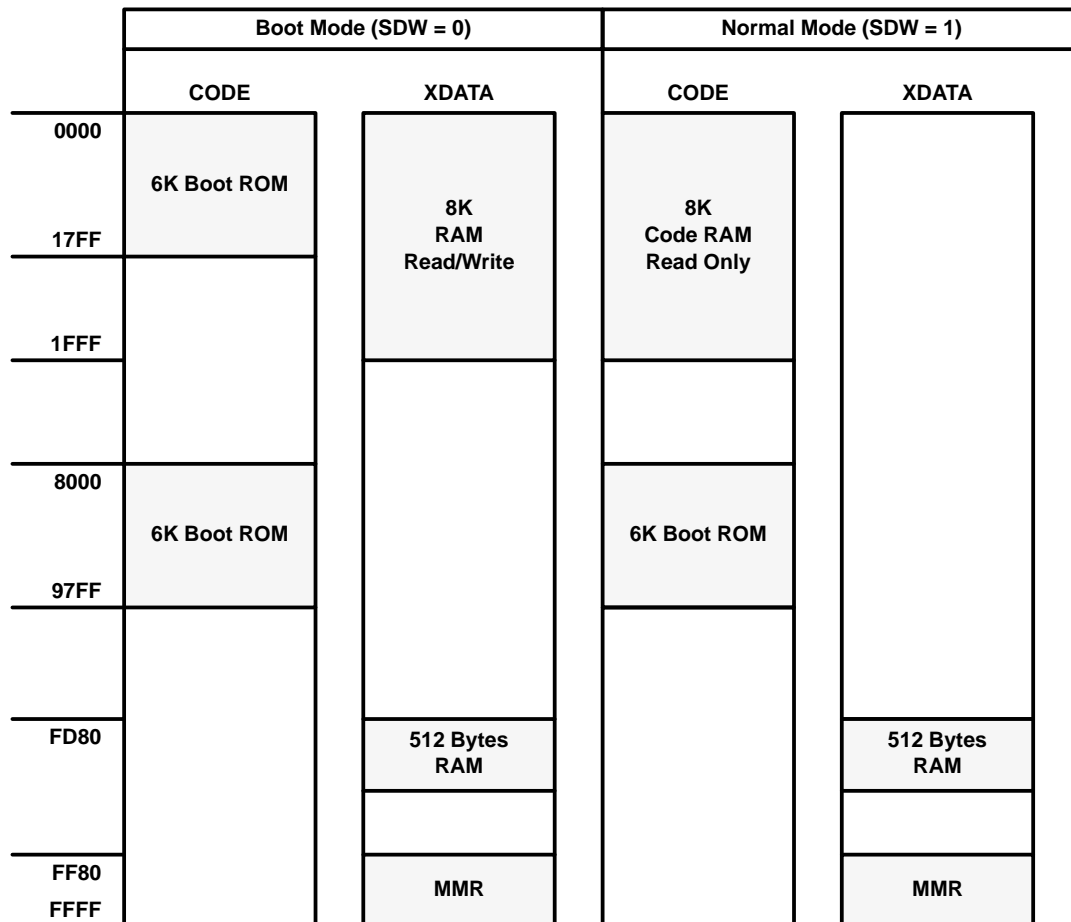 Boot Mode (SDW = 0)
Normal Mode (SDW = 1)
CODE
XDATA
CODE
XDATA
0000
6K Boot ROM
17FF
8K
RAM
Read/Write
8K
Code RAM
Read Only
1FFF
8000
6K Boot ROM
6K Boot ROM
97FF
FD80
512 Bytes
RAM
512 Bytes
RAM
FF80
FFFF
MMR
MMR